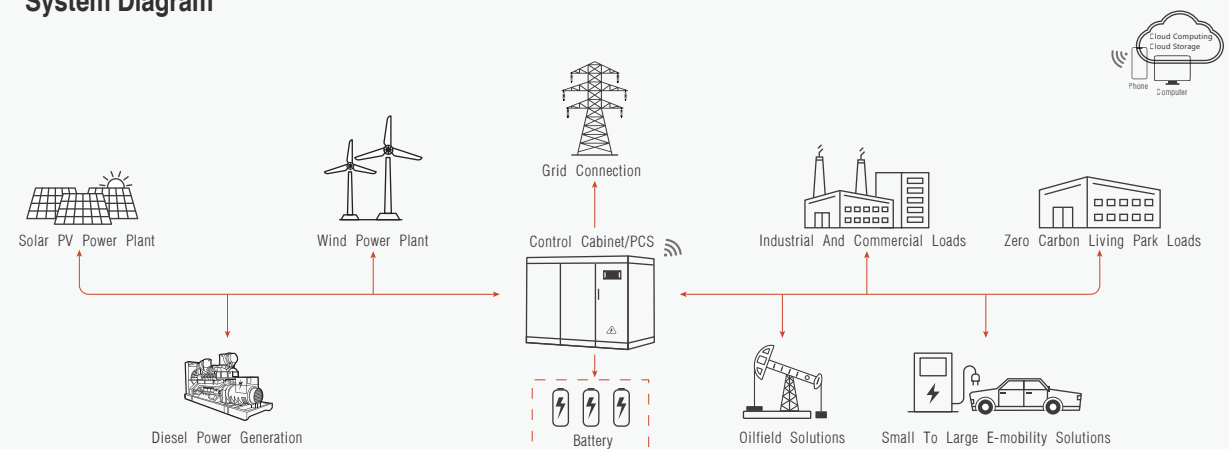 System Diagram
Cloud Computing
Cloud Storage
Phone
Computer
Grid Connection
Solar PV Power Plant
Wind Power Plant
Control Cabinet/PCS
Industrial And Commercial Loads
Zero Carbon Living Park Loads
Diesel Power Generation
Battery
Oilfield Solutions
Small To Large E-mobility Solutions